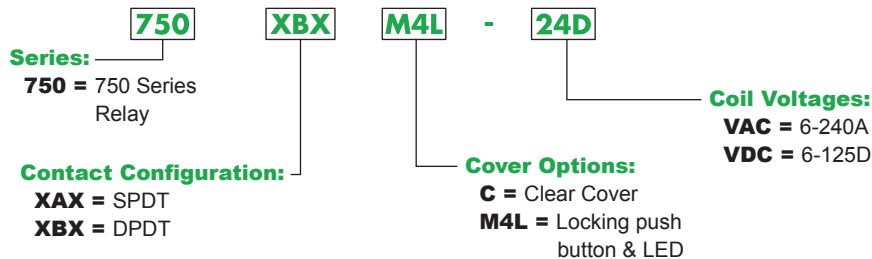 750 XBX M4L - 24D
Series:
750 = 750 Series
Relay
Contact Configuration:
XAX = SPDT
XBX = DPDT
Cover Options:
C = Clear Cover
M4L = Locking push
button & LED
Coil Voltages:
VAC = 6-240A
VDC = 6-125D